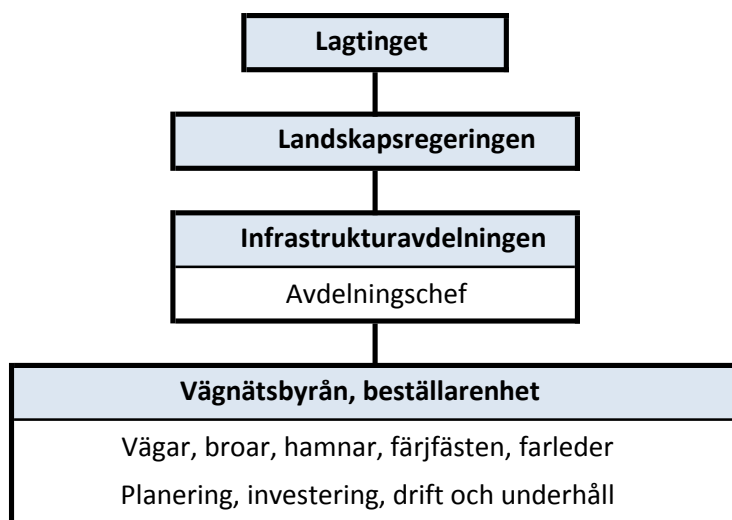 Lagtinget
Landskapsregeringen
Infrastrukturavdelningen
Avdelningschef
Vägnätsbyrån, beställarenhet
Vägar, broar, hamnar, färjfästen, farleder
Planering, investering, drift och underhåll